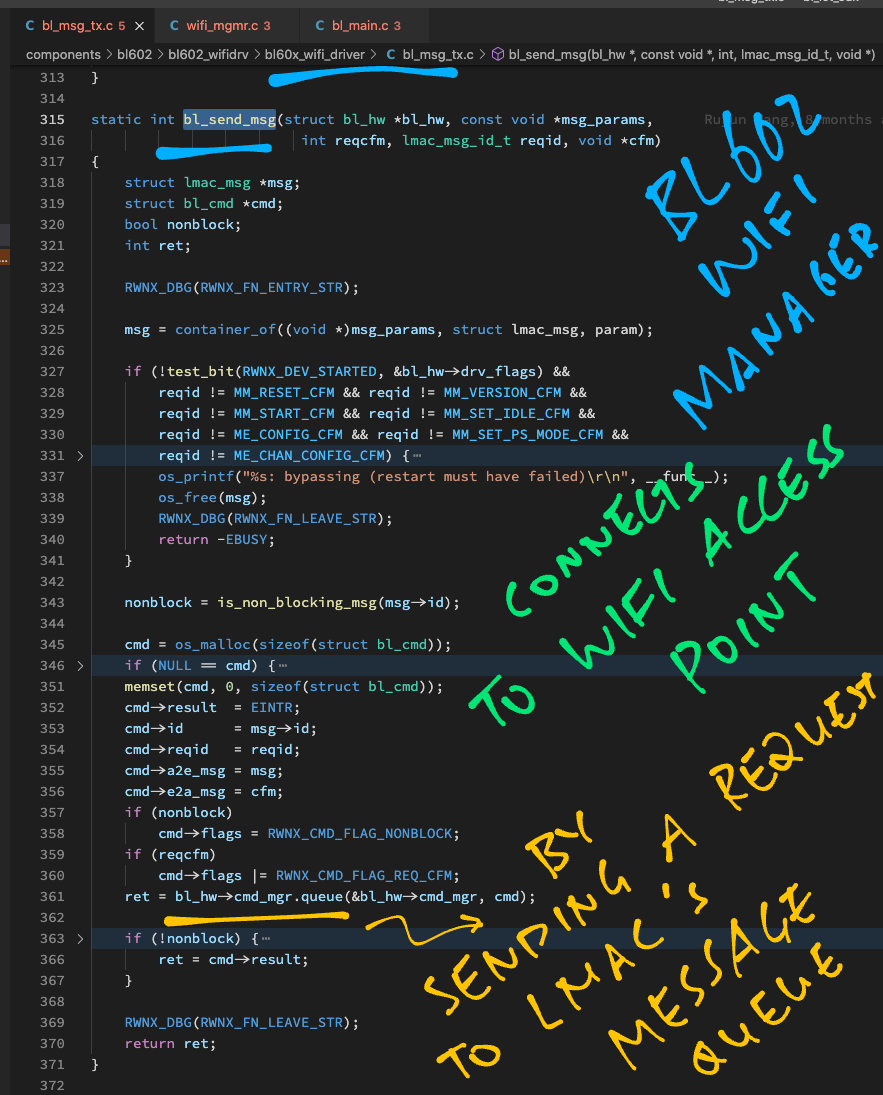 bl_msg_tx.c 5 × wifi_mgmr.c 3 bl_main.c 3
components > bl602 > bl602_wifidrv > bl60x_wifi_driver > bl_msg_tx.c > bl_send_msg(bl_hw *, const void *, int, lmac_msg_id_t, void *)
313 }
314
315 static int bl_send_msg(struct bl_hw *bl_hw, const void *msg_params,
316 int reqcfm, lmac_msg_id_t reqid, void *cfm)
317 {
318 struct lmac_msg *msg;
319 struct bl_cmd *cmd;
320 bool nonblock;
321 int ret;
322
323 RWNX_DBG(RWNX_FN_ENTRY_STR);
324
325 msg = container_of((void *)msg_params, struct lmac_msg, param);
326
327 if (!test_bit(RWNX_DEV_STARTED, &bl_hw->drv_flags) &&
328 reqid != MM_RESET_CFM && reqid != MM_VERSION_CFM &&
329 reqid != MM_START_CFM && reqid != MM_SET_IDLE_CFM &&
330 reqid != ME_CONFIG_CFM && reqid != MM_SET_PS_MODE_CFM &&
331 reqid != ME_CHAN_CONFIG_CFM) {…
337 os_printf("%s: bypassing (restart must have failed)\r\n", __func__);
338 os_free(msg);
339 RWNX_DBG(RWNX_FN_LEAVE_STR);
340 return -EBUSY;
341 }
342
343 nonblock = is_non_blocking_msg(msg->id);
344
345 cmd = os_malloc(sizeof(struct bl_cmd));
346 if (NULL == cmd) {…
351 memset(cmd, 0, sizeof(struct bl_cmd));
352 cmd->result = EINTR;
353 cmd->id = msg->id;
354 cmd->reqid = reqid;
355 cmd->a2e_msg = msg;
356 cmd->e2a_msg = cfm;
357 if (nonblock)
358 cmd->flags = RWNX_CMD_FLAG_NONBLOCK;
359 if (reqcfm)
360 cmd->flags |= RWNX_CMD_FLAG_REQ_CFM;
361 ret = bl_hw->cmd_mgr.queue(&bl_hw->cmd_mgr, cmd);
362
363 if (!nonblock) {…
366 ret = cmd->result;
367 }
368
369 RWNX_DBG(RWNX_FN_LEAVE_STR);
370 return ret;
371 }
372
BL602
WIFI
MANAGER
CONNECTS
TO WIFI ACCESS
POINT
BY
SENDING A REQUEST
TO LMAC'S
MESSAGE
QUEUE